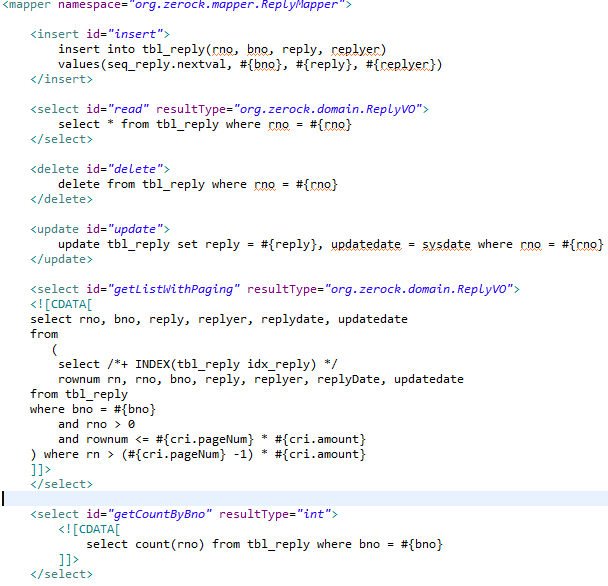 <mapper namespace="org.zerock.mapper.ReplyMapper">
<insert id="insert">
insert into tbl_reply(rno, bno, reply, replyer)
values(seq_reply.nextval, #{bno}, #{reply}, #{replyer})
</insert>
<select id="read" resultType="org.zerock.domain.ReplyVO">
select * from tbl_reply where rno = #{rno}
</select>
<delete id="delete">
delete from tbl_reply where rno = #{rno}
</delete>
<update id="update">
update tbl_reply set reply = #{reply}, updatedate = sysdate where rno = #{rno}
</update>
<select id="getListWithPaging" resultType="org.zerock.domain.ReplyVO">
<![CDATA[
select rno, bno, reply, replyer, replydate, updatedate
from
(
select /*+ INDEX(tbl_reply idx_reply) */
rownum rn, rno, bno, reply, replyer, replyDate, updatedate
from tbl_reply
where bno = #{bno}
and rno > 0
and rownum <= #{cri.pageNum} * #{cri.amount}
) where rn > (#{cri.pageNum} -1) * #{cri.amount}
]]>
</select>
<select id="getCountByBno" resultType="int">
<![CDATA[
select count(rno) from tbl_reply where bno = #{bno}
]]>
</select>